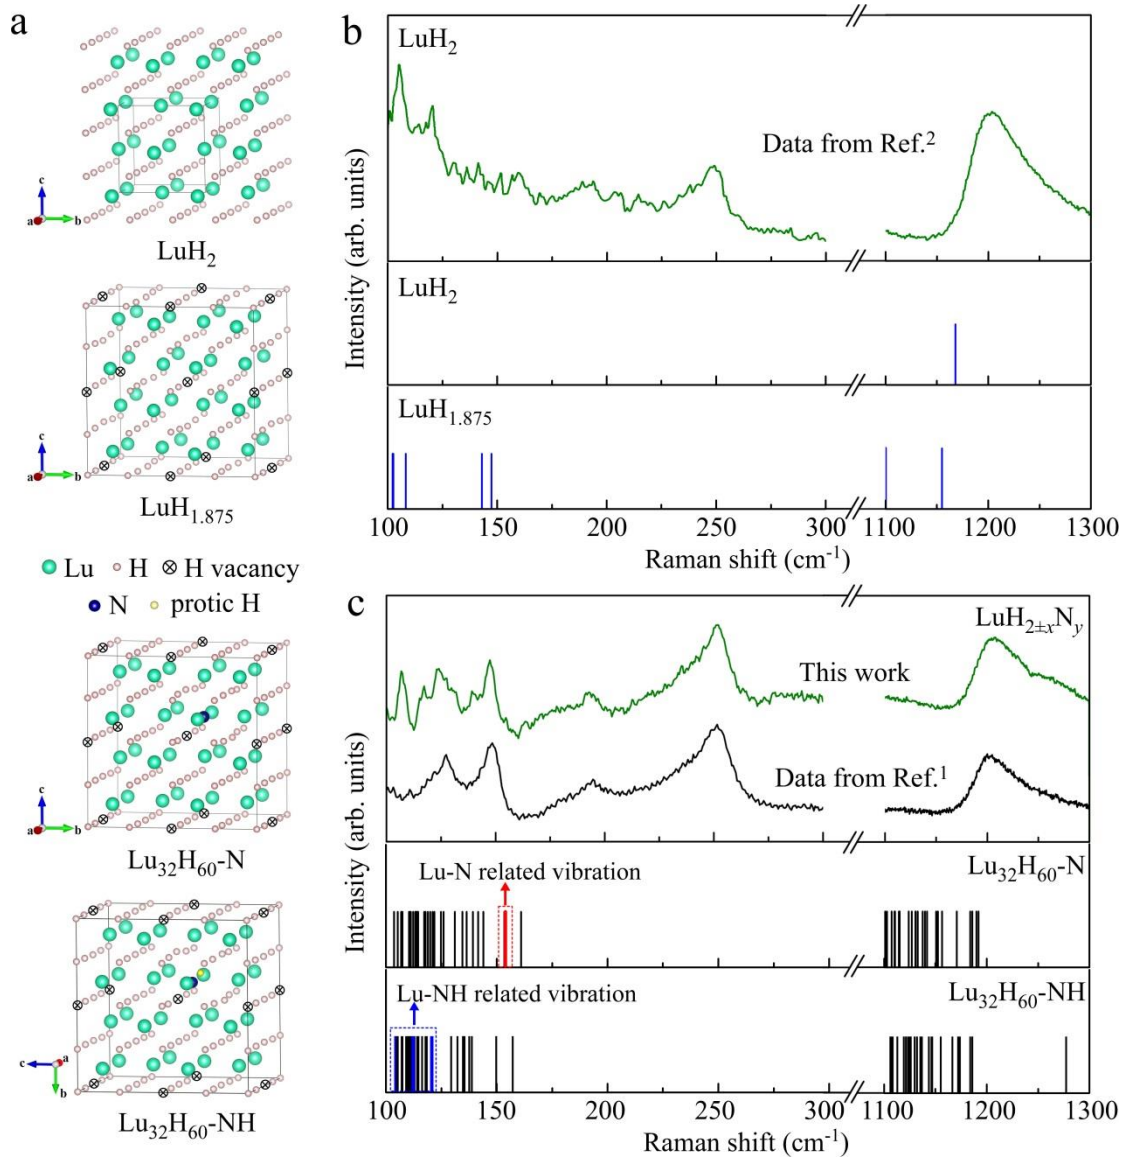 a
c
a
b
LuH2
c
a
b
LuH1.875
Lu H H vacancy
N protic H
c
a
b
Lu32H60-N
c
a
b
Lu32H60-NH
b
LuH2
Data from Ref.2
LuH2
LuH1.875
Intensity (arb. units)
100 150 200 250 300 1100 1200 1300
Raman shift (cm-1)
c
LuH2±xNy
This work
Data from Ref.1
Lu-N related vibration
Lu32H60-N
Lu-NH related vibration
Lu32H60-NH
Intensity (arb. units)
100 150 200 250 300 1100 1200 1300
Raman shift (cm-1)